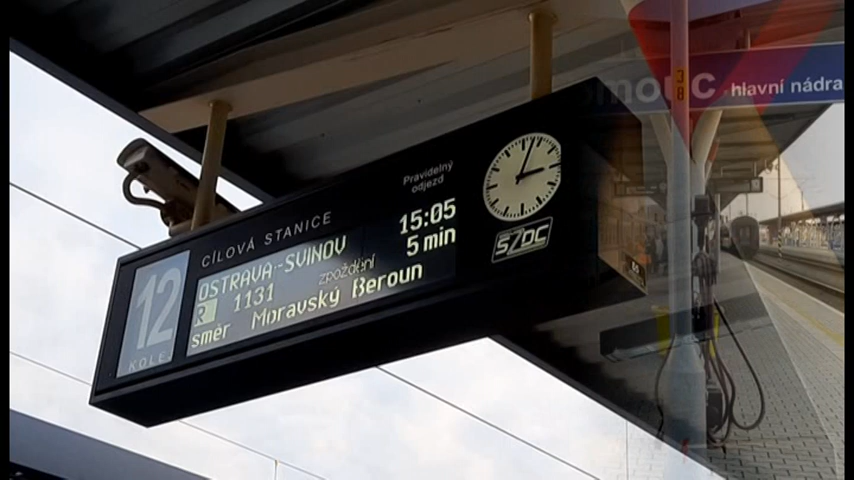 CÍLOVÁ STANICE
Pravidelný
odjezd
OSTRAVA-SVINOV
15:05
R 1131
zpoždění
5 min
směr Moravský Beroun
12
KOLEJ
SŽDC
omouc hlavní nádra